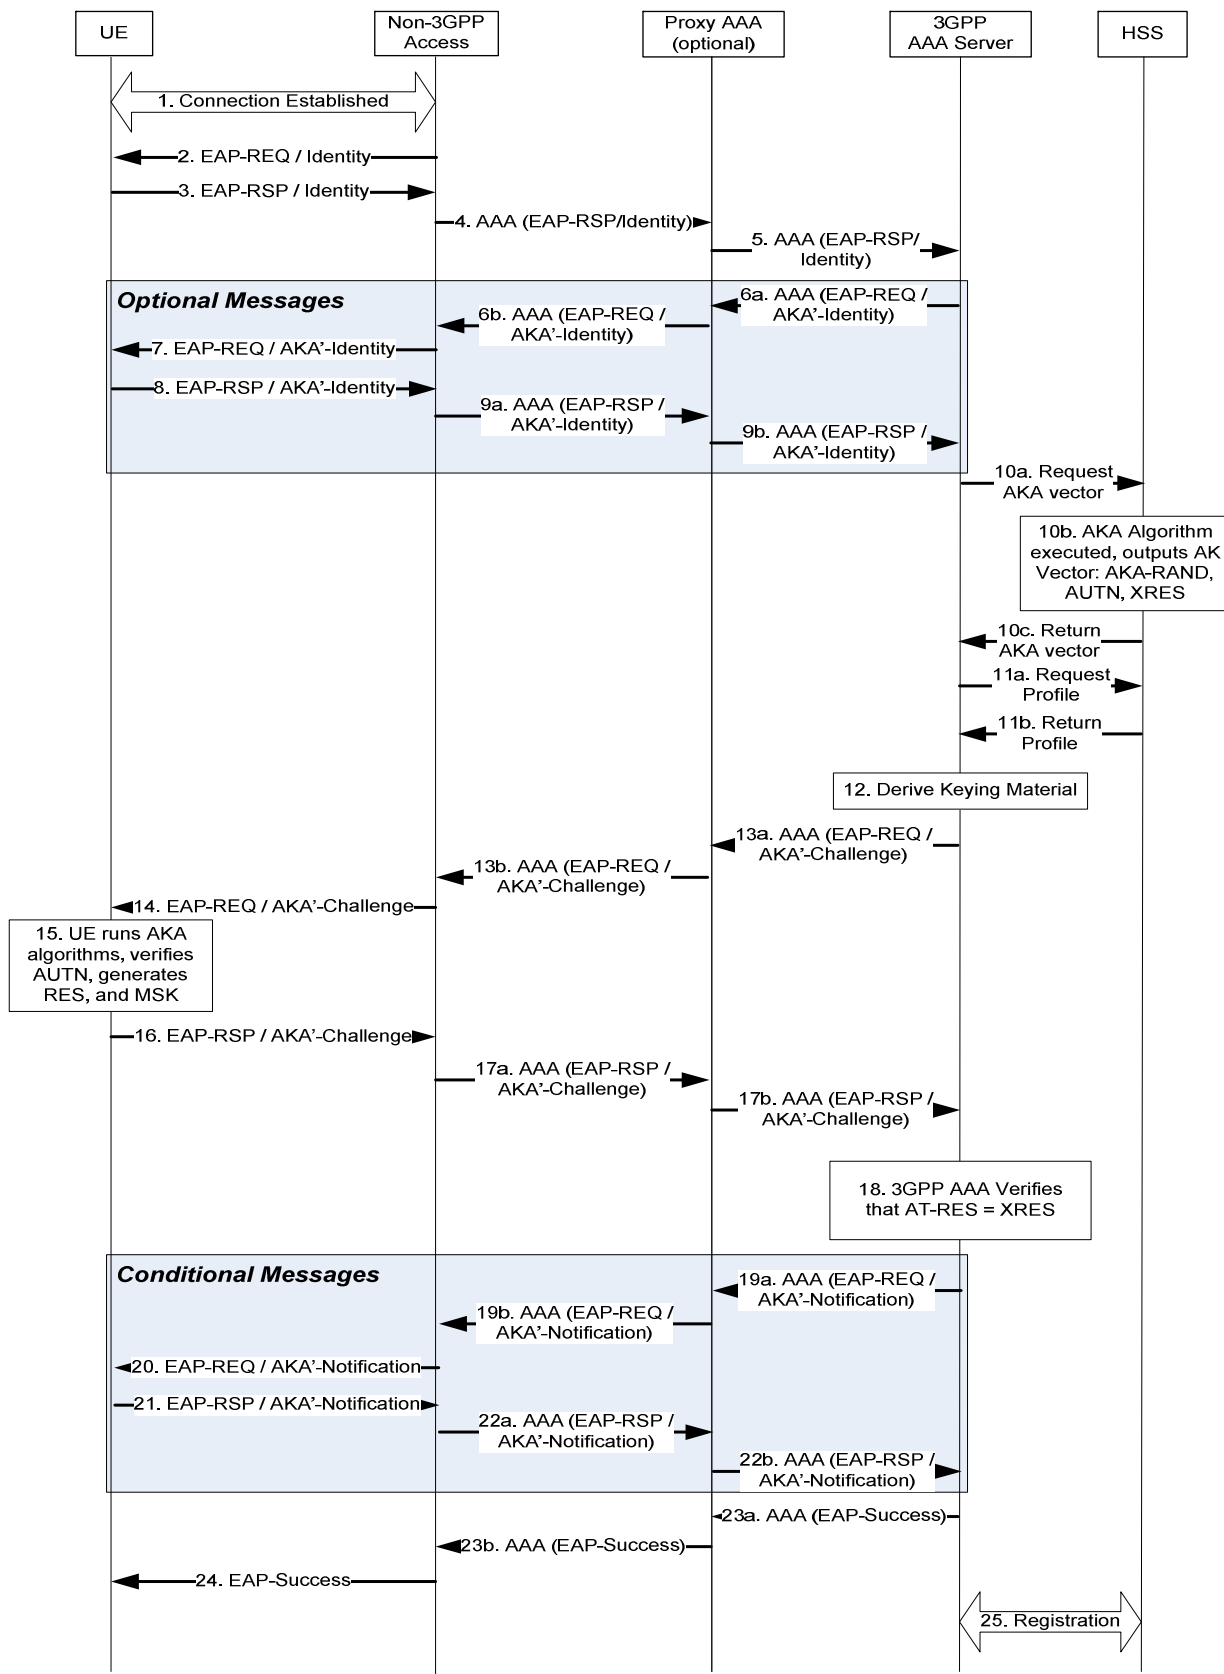 UE
Non-3GPP
Access
Proxy AAA
(optional)
3GPP
AAA Server
HSS
1. Connection Established
2. EAP-REQ / Identity
3. EAP-RSP / Identity
4. AAA (EAP-RSP/Identity)
5. AAA (EAP-RSP/
Identity)
Optional Messages
6a. AAA (EAP-REQ /
AKA'-Identity)
6b. AAA (EAP-REQ /
AKA'-Identity)
7. EAP-REQ / AKA'-Identity
8. EAP-RSP / AKA'-Identity
9a. AAA (EAP-RSP /
AKA'-Identity)
9b. AAA (EAP-RSP /
AKA'-Identity)
10a. Request
AKA vector
10b. AKA Algorithm
executed, outputs AK
Vector: AKA-RAND,
AUTN, XRES
10c. Return
AKA vector
11a. Request
Profile
11b. Return
Profile
12. Derive Keying Material
13a. AAA (EAP-REQ /
AKA'-Challenge)
13b. AAA (EAP-REQ /
AKA'-Challenge)
14. EAP-REQ / AKA'-Challenge
15. UE runs AKA
algorithms, verifies
AUTN, generates
RES, and MSK
16. EAP-RSP / AKA'-Challenge
17a. AAA (EAP-RSP /
AKA'-Challenge)
17b. AAA (EAP-RSP /
AKA'-Challenge)
18. 3GPP AAA Verifies
that AT-RES = XRES
Conditional Messages
19a. AAA (EAP-REQ /
AKA'-Notification)
19b. AAA (EAP-REQ /
AKA'-Notification)
20. EAP-REQ / AKA'-Notification
21. EAP-RSP / AKA'-Notification
22a. AAA (EAP-RSP /
AKA'-Notification)
22b. AAA (EAP-RSP /
AKA'-Notification)
23a. AAA (EAP-Success)
23b. AAA (EAP-Success)
24. EAP-Success
25. Registration